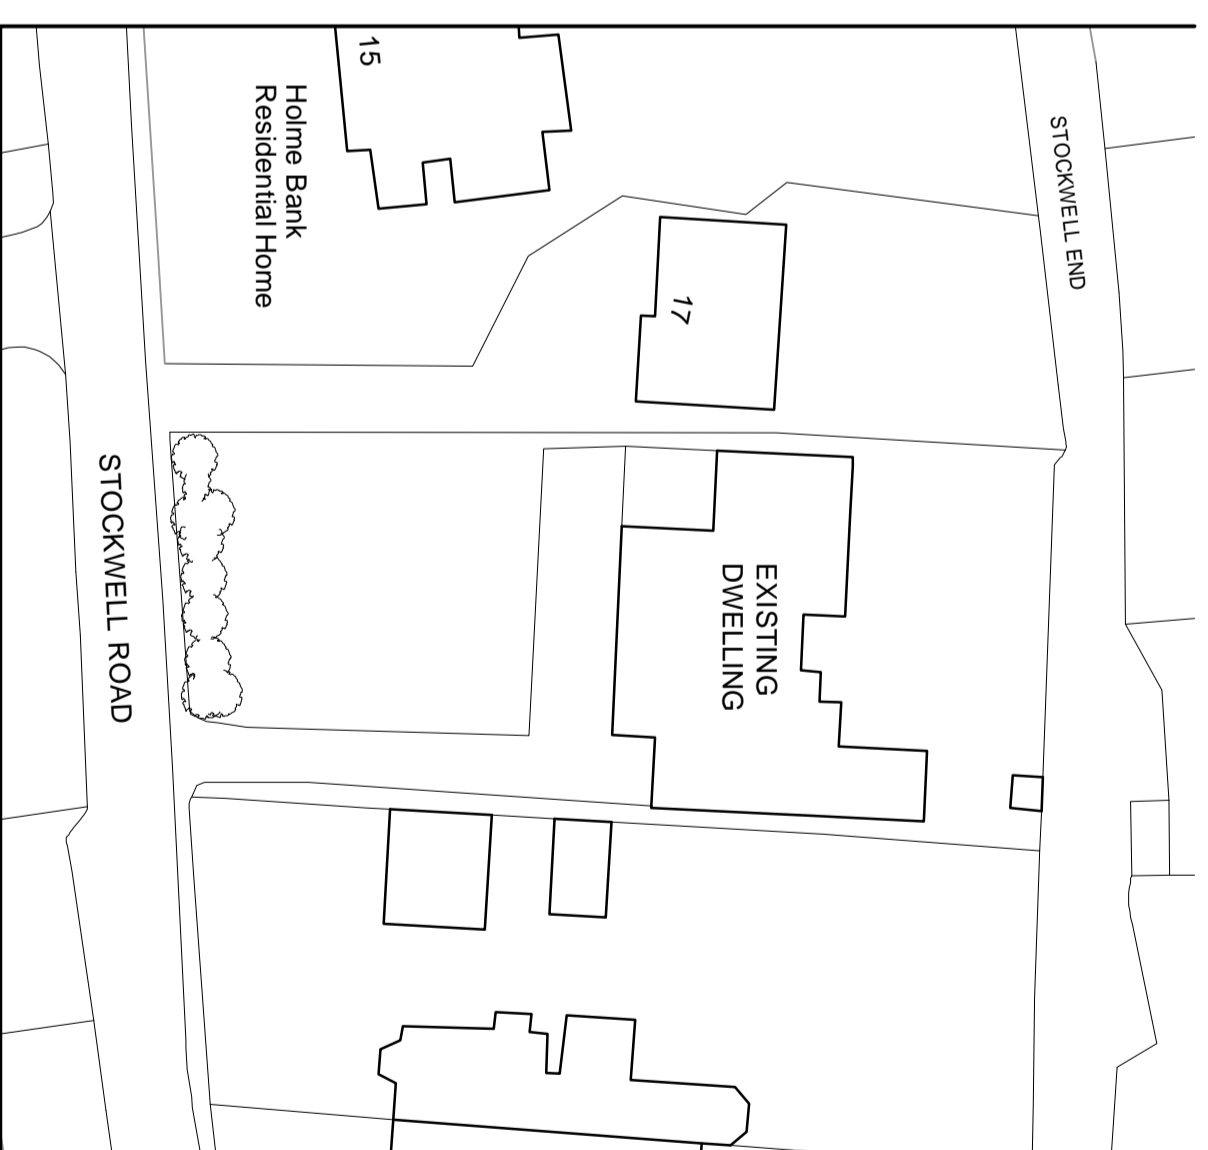 15
Holme Bank
Residential Home
STOCKWELL END
17
EXISTING
DWELLING
STOCKWELL ROAD